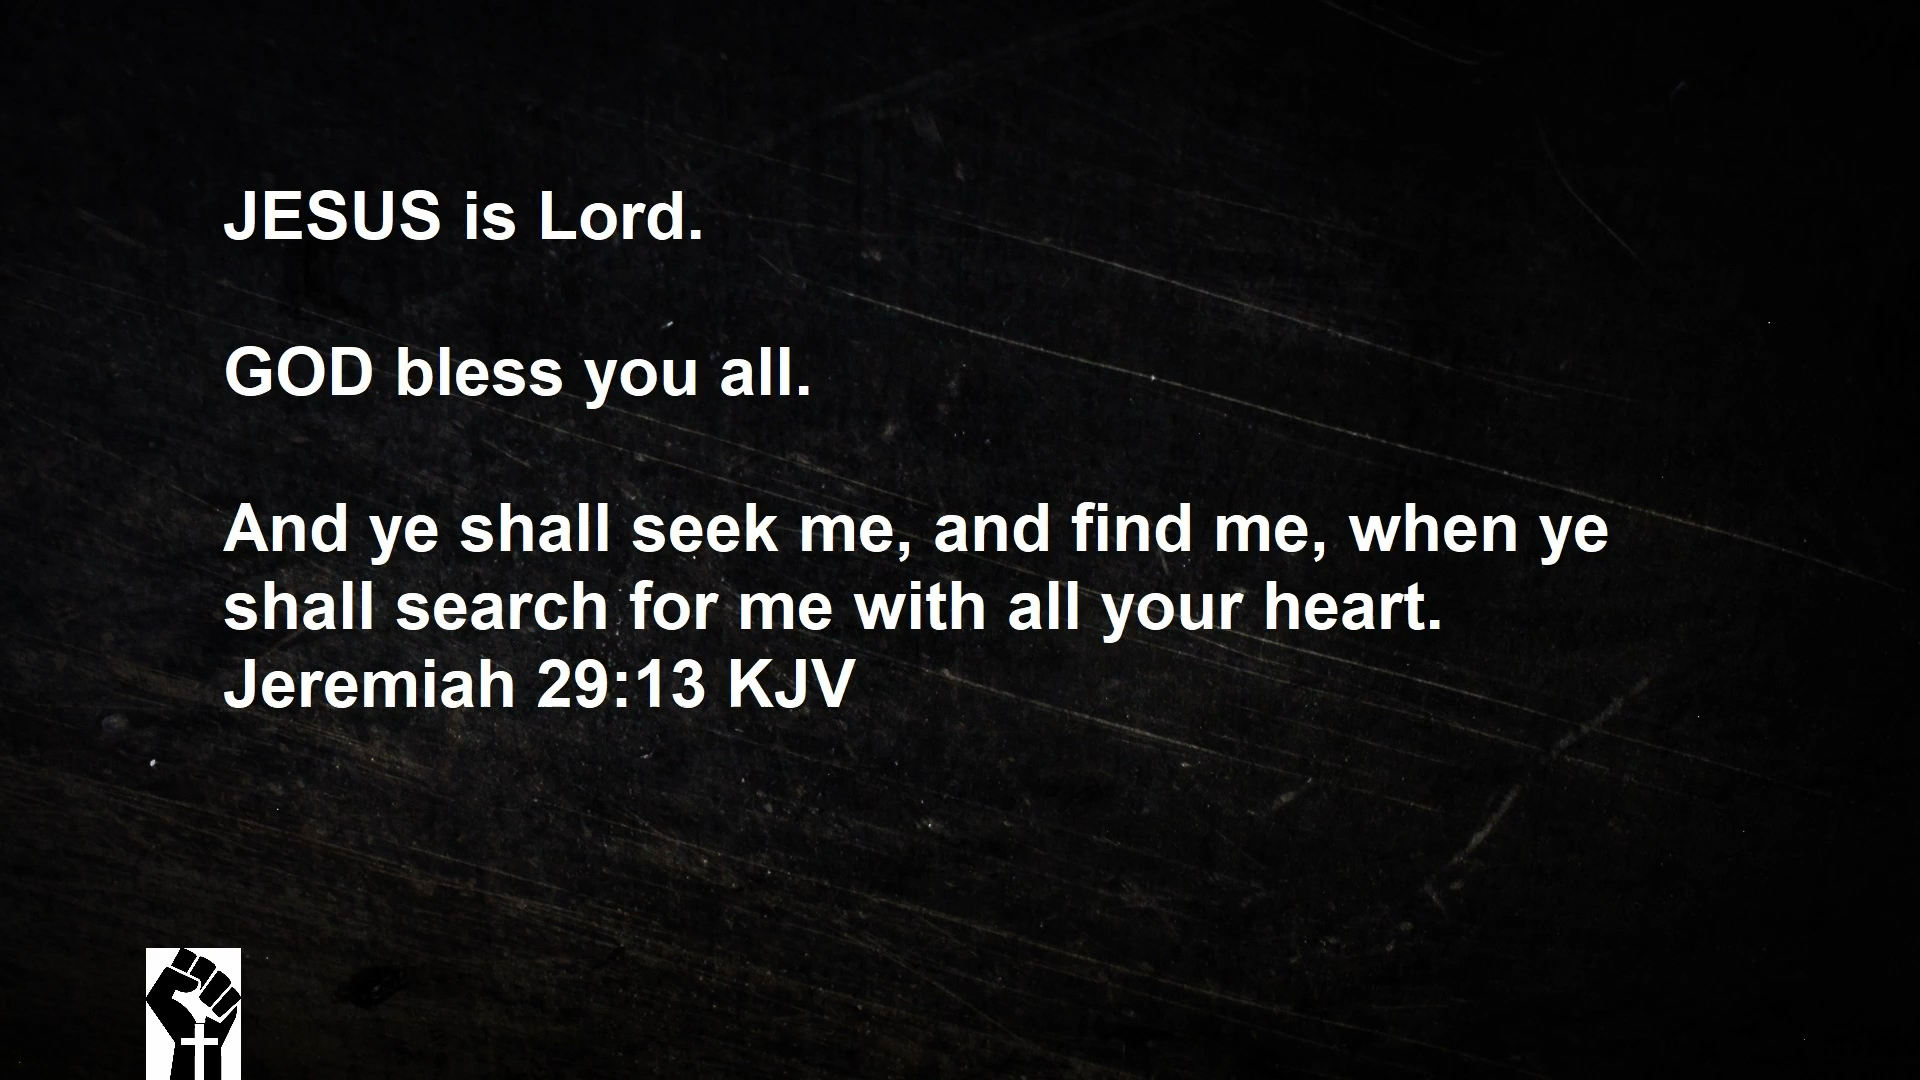 JESUS is Lord.
GOD bless you all.
And ye shall seek me, and find me, when ye
shall search for me with all your heart.
Jeremiah 29:13 KJV